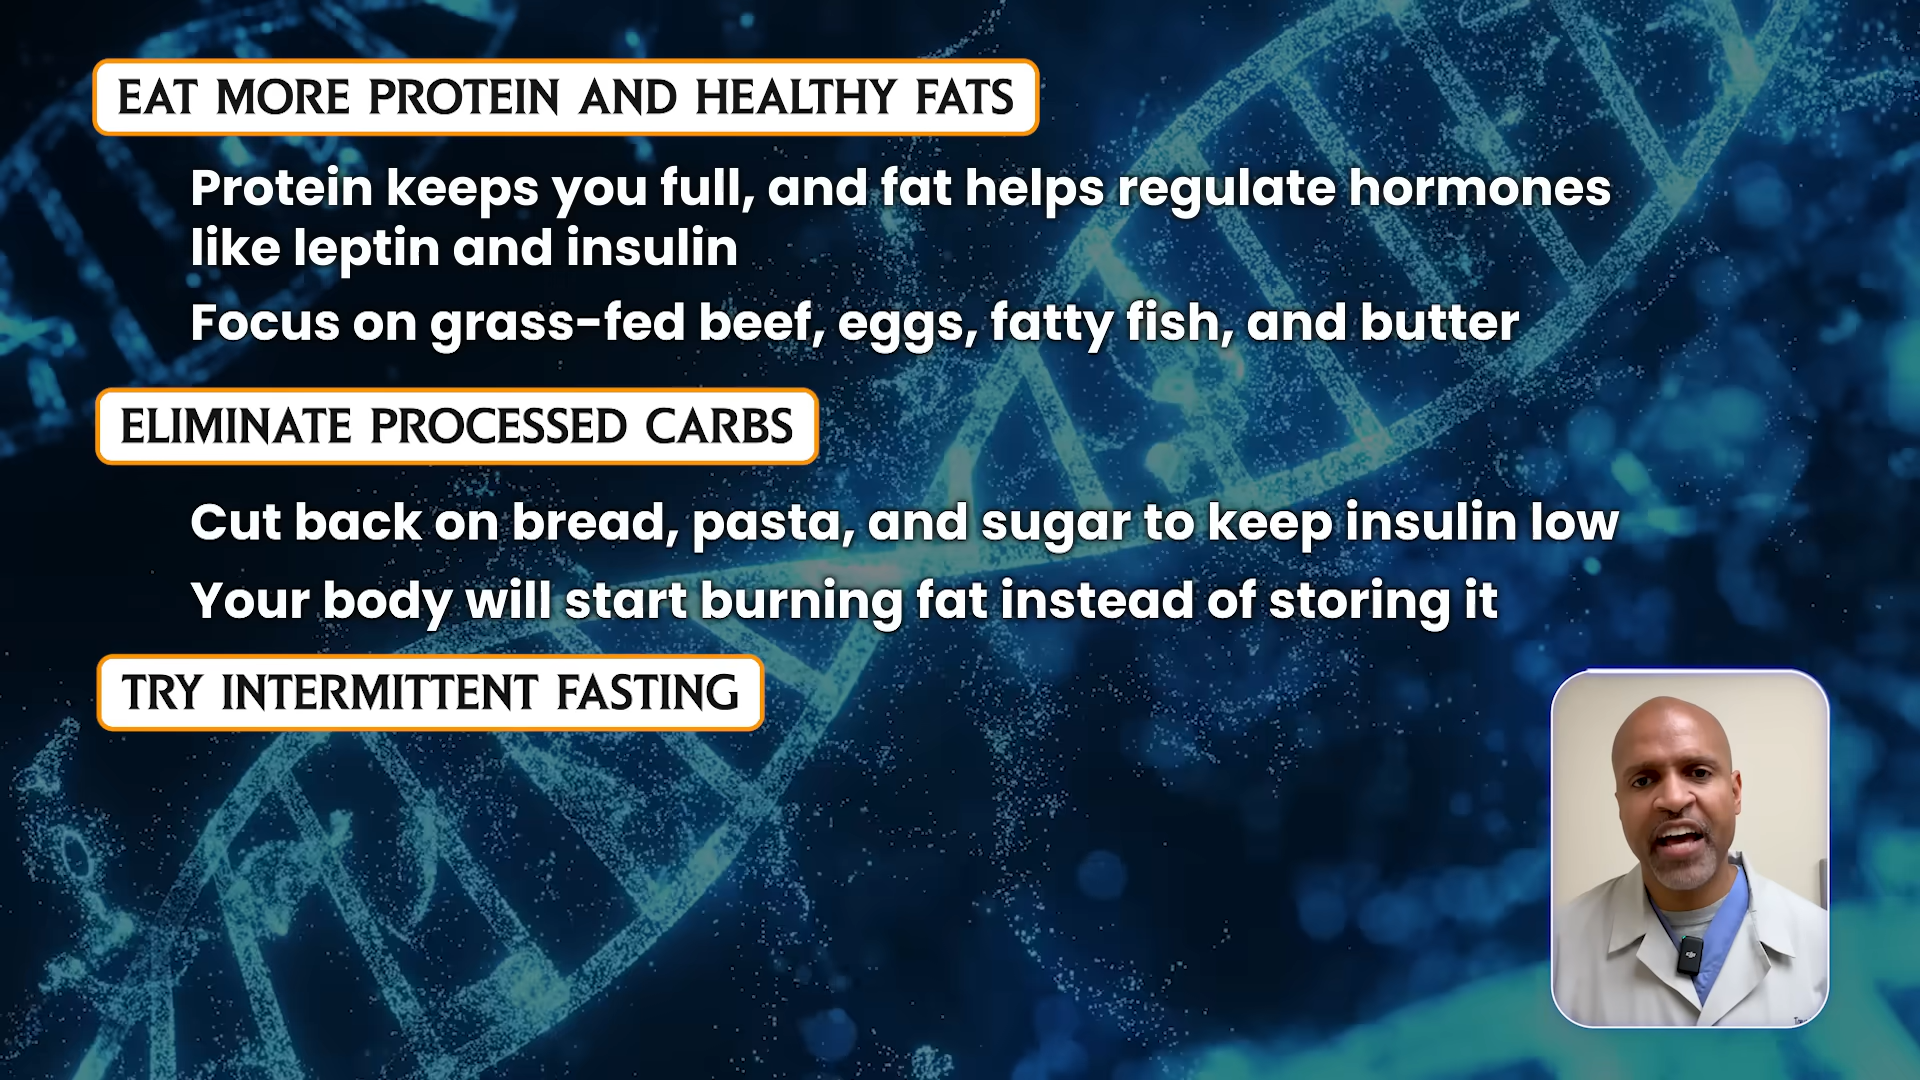 EAT MORE PROTEIN AND HEALTHY FATS
Protein keeps you full, and fat helps regulate hormones
like leptin and insulin
Focus on grass-fed beef, eggs, fatty fish, and butter
ELIMINATE PROCESSED CARBS
Cut back on bread, pasta, and sugar to keep insulin low
Your body will start burning fat instead of storing it
TRY INTERMITTENT FASTING